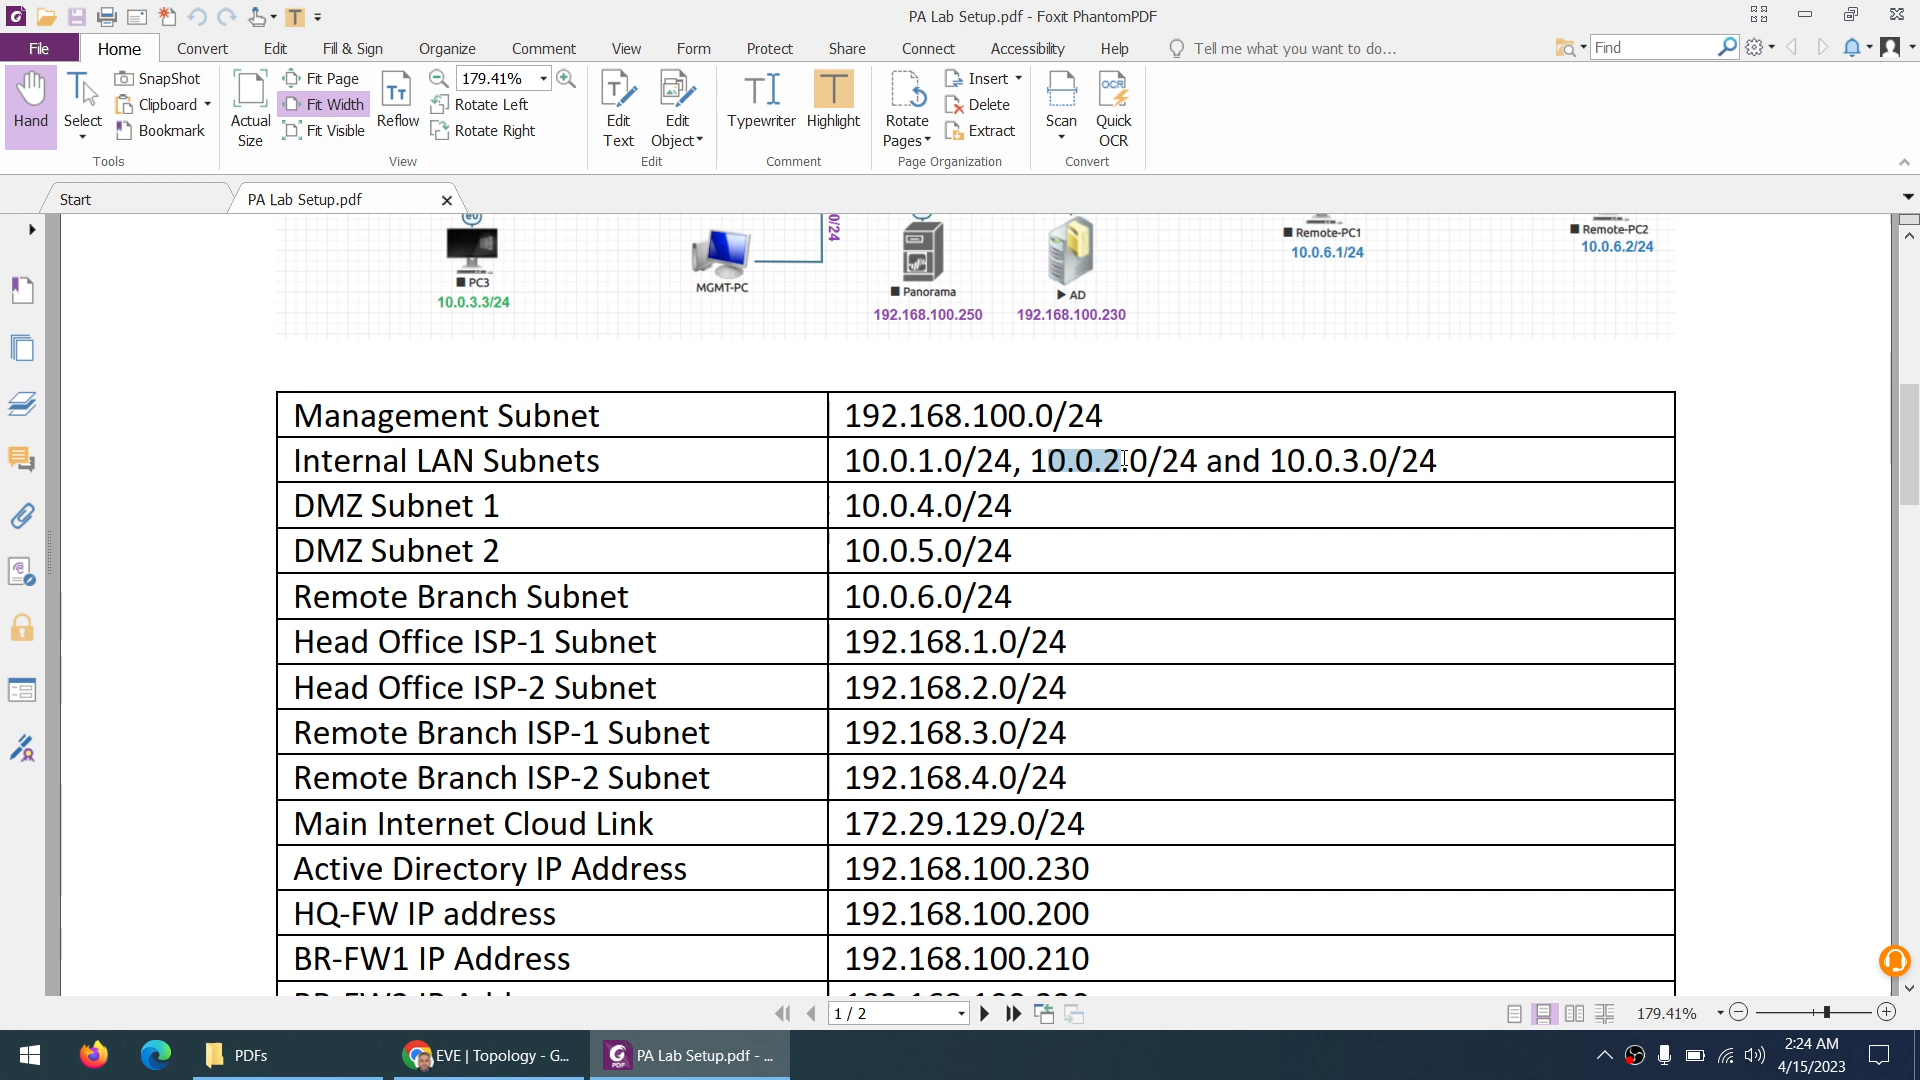 PA Lab Setup.pdf - Foxit PhantomPDF
File Home Convert Edit Fill & Sign Organize Comment View Form Protect Share Connect Accessibility Help Tell me what you want to do... Find
Hand
Select
SnapShot
Clipboard
Bookmark
Tools
Actual Size
Fit Page
Fit Width
Fit Visible
Reflow
179.41%
Rotate Left
Rotate Right
View
Edit Text
Edit Object
Edit
Typewriter
Highlight
Comment
Rotate Pages
Insert
Delete
Extract
Page Organization
Scan
Quick OCR
Convert
Start
PA Lab Setup.pdf
e0
0/24
PC3
10.0.3.3/24
MGMT-PC
Panorama
192.168.100.250
AD
192.168.100.230
Remote-PC1
10.0.6.1/24
Remote-PC2
10.0.6.2/24
Management Subnet 192.168.100.0/24
Internal LAN Subnets 10.0.1.0/24, 10.0.2.0/24 and 10.0.3.0/24
DMZ Subnet 1 10.0.4.0/24
DMZ Subnet 2 10.0.5.0/24
Remote Branch Subnet 10.0.6.0/24
Head Office ISP-1 Subnet 192.168.1.0/24
Head Office ISP-2 Subnet 192.168.2.0/24
Remote Branch ISP-1 Subnet 192.168.3.0/24
Remote Branch ISP-2 Subnet 192.168.4.0/24
Main Internet Cloud Link 172.29.129.0/24
Active Directory IP Address 192.168.100.230
HQ-FW IP address 192.168.100.200
BR-FW1 IP Address 192.168.100.210
1 / 2
179.41%
PDFs
EVE | Topology - G...
PA Lab Setup.pdf - ...
2:24 AM
4/15/2023